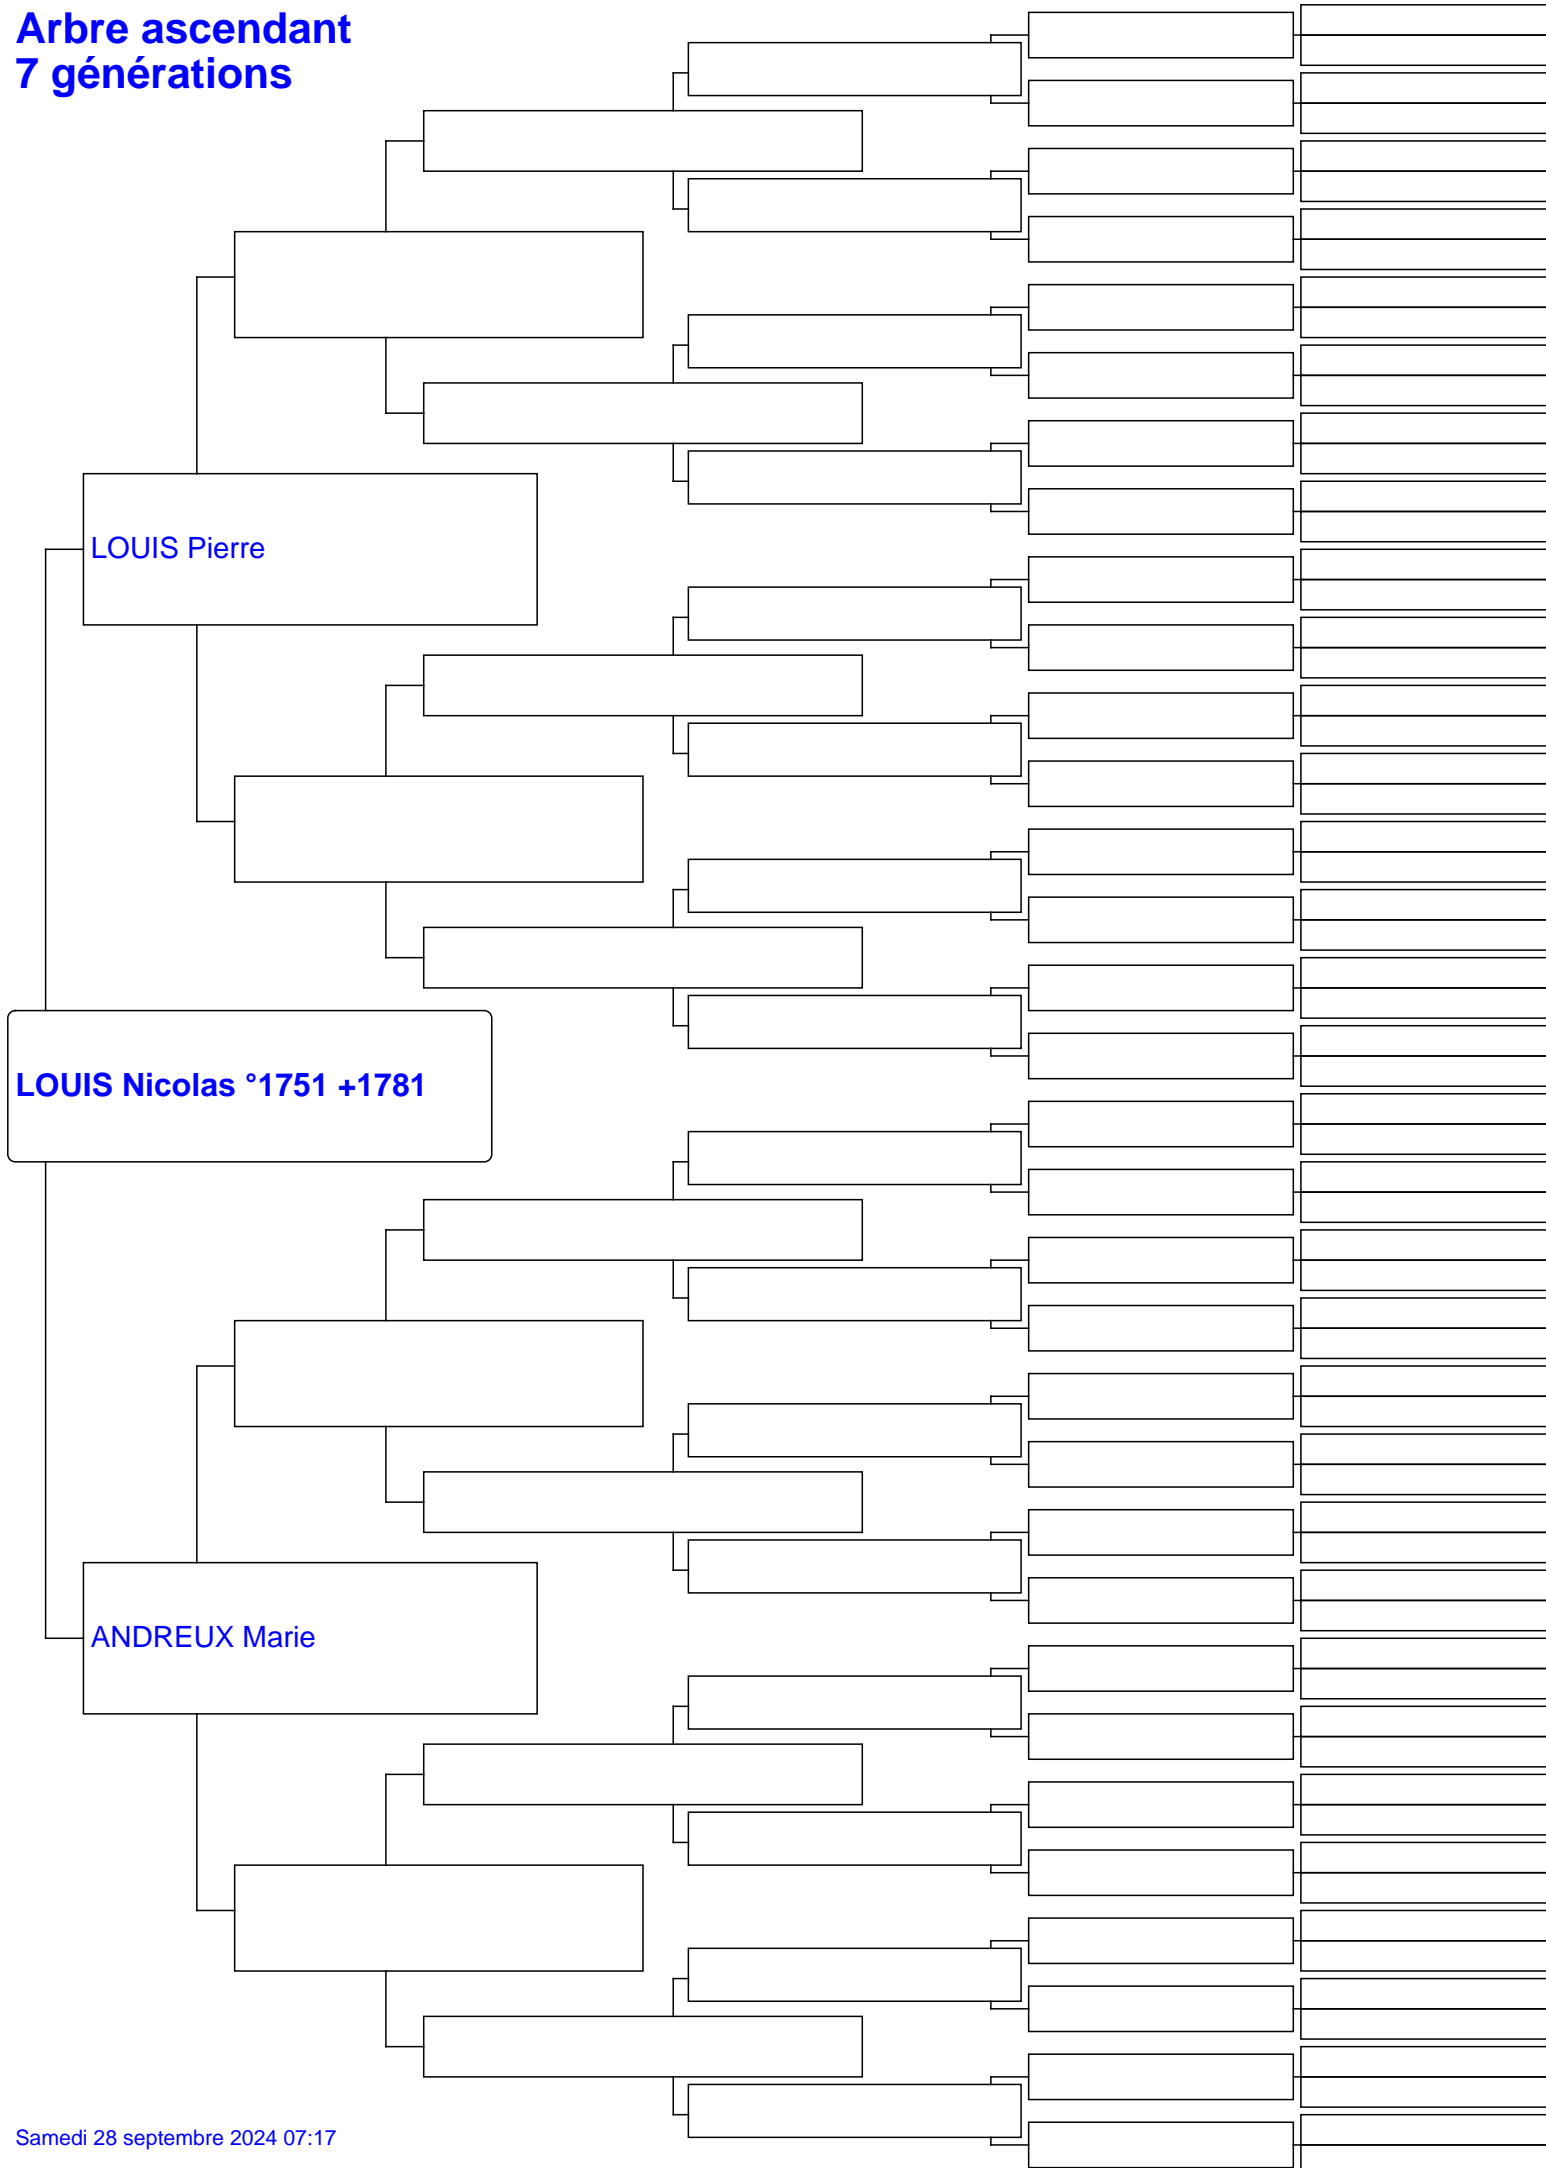 Arbre ascendant
7 générations
LOUIS Pierre
LOUIS Nicolas °1751 +1781
ANDREUX Marie
Samedi 28 septembre 2024 07:17